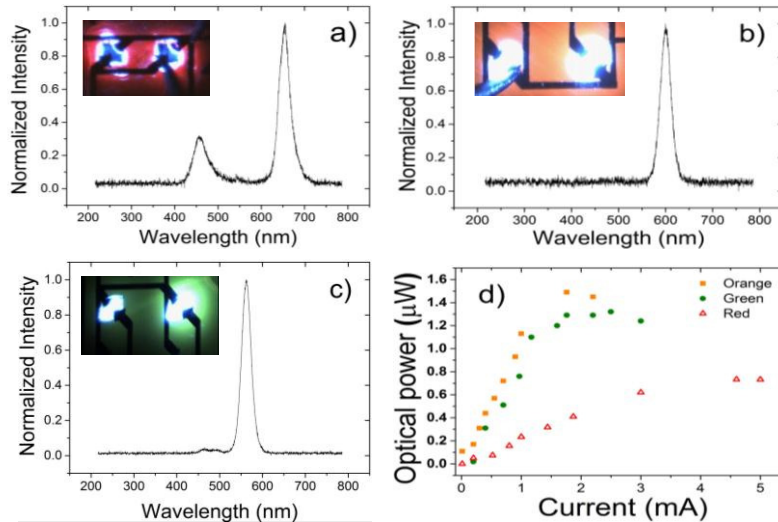 a)
Normalized Intensity
1.0
0.8
0.6
0.4
0.2
0.0
200 300 400 500 600 700 800
Wavelength (nm)
b)
Normalized Intensity
1.0
0.8
0.6
0.4
0.2
0.0
200 300 400 500 600 700 800
Wavelength (nm)
c)
Normalized Intensity
1.0
0.8
0.6
0.4
0.2
0.0
200 300 400 500 600 700 800
Wavelength (nm)
d)
Orange
Green
Red
Optical power (μW)
1.6
1.4
1.2
1.0
0.8
0.6
0.4
0.2
0.0
0 1 2 3 4 5
Current (mA)